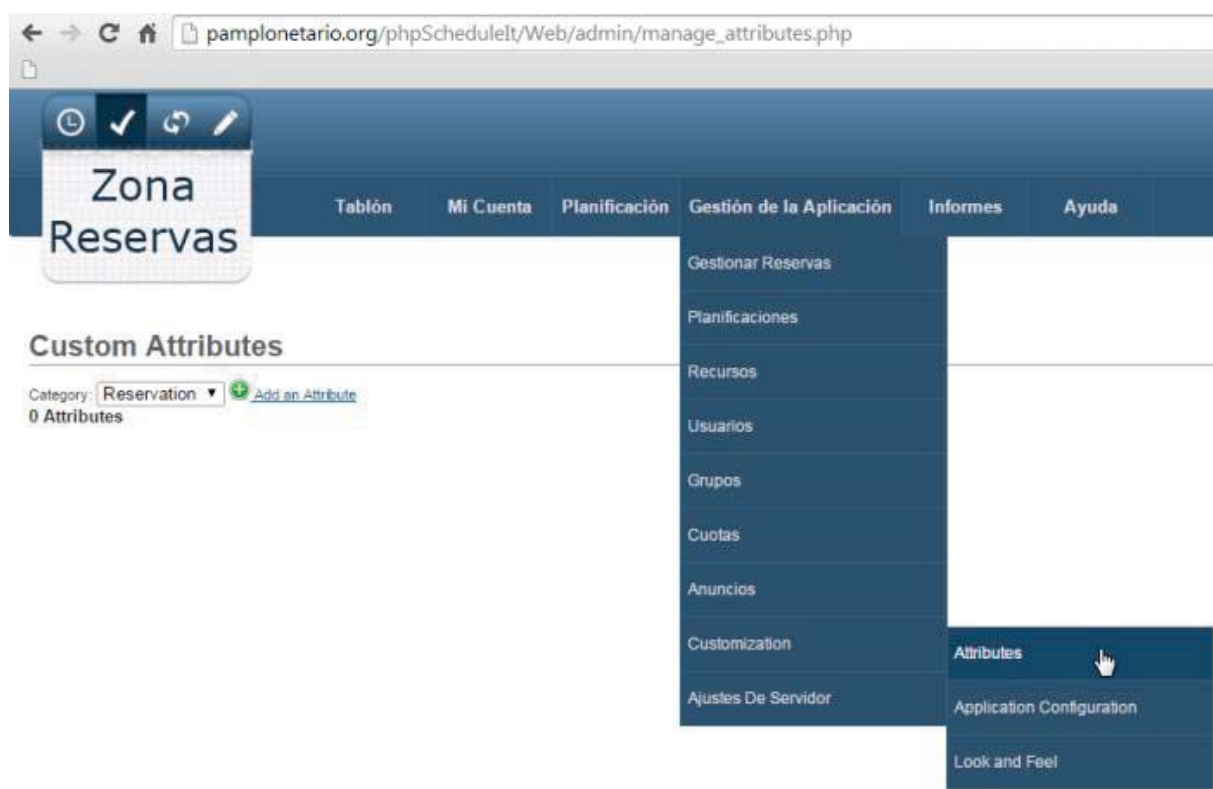 pamplonetario.org/phpScheduleIt/Web/admin/manage_attributes.php
Zona
Reservas
Tablón Mi Cuenta Planificación Gestión de la Aplicación Informes Ayuda
Gestionar Reservas
Planificaciones
Recursos
Usuarios
Grupos
Cuotas
Anuncios
Customization
Ajustes De Servidor
Attributes
Application Configuration
Look and Feel
Custom Attributes
Category: Reservation Add an Attribute
0 Attributes